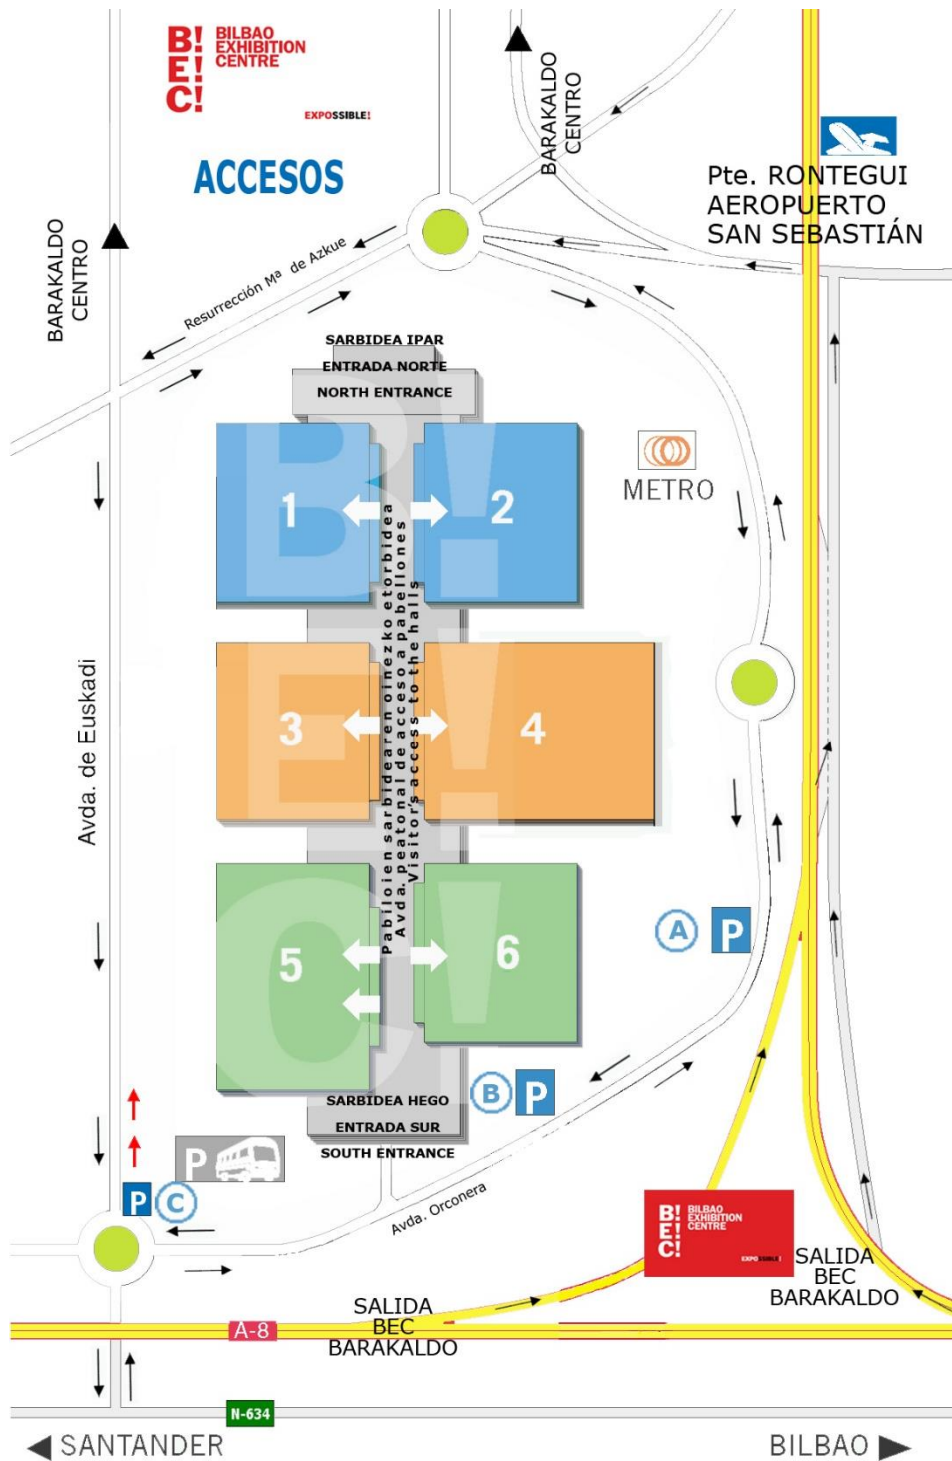 B! BILBAO
E! EXHIBITION
C! CENTRE
EXPOSSIBLE!
ACCESOS
BARAKALDO
CENTRO
BARAKALDO
CENTRO
Pte. RONTEGUI
AEROPUERTO
SAN SEBASTIÁN
Resurrección Mª de Azkue
SARBIDEA IPAR
ENTRADA NORTE
NORTH ENTRANCE
B!
E!
C!
METRO
1
2
3
4
5
6
Pabiloien sarbidearen oinezko etorbidea
Avda. peatonal de acceso a pabellones
Visitor's access to the halls
Avda. de Euskadi
A P
B P
SARBIDEA HEGO
ENTRADA SUR
SOUTH ENTRANCE
P
P C
Avda. Orconera
B! BILBAO
E! EXHIBITION
C! CENTRE
EXPOSSIBLE!
SALIDA
BEC
BARAKALDO
SALIDA
BEC
BARAKALDO
A-8
N-634
SANTANDER
BILBAO